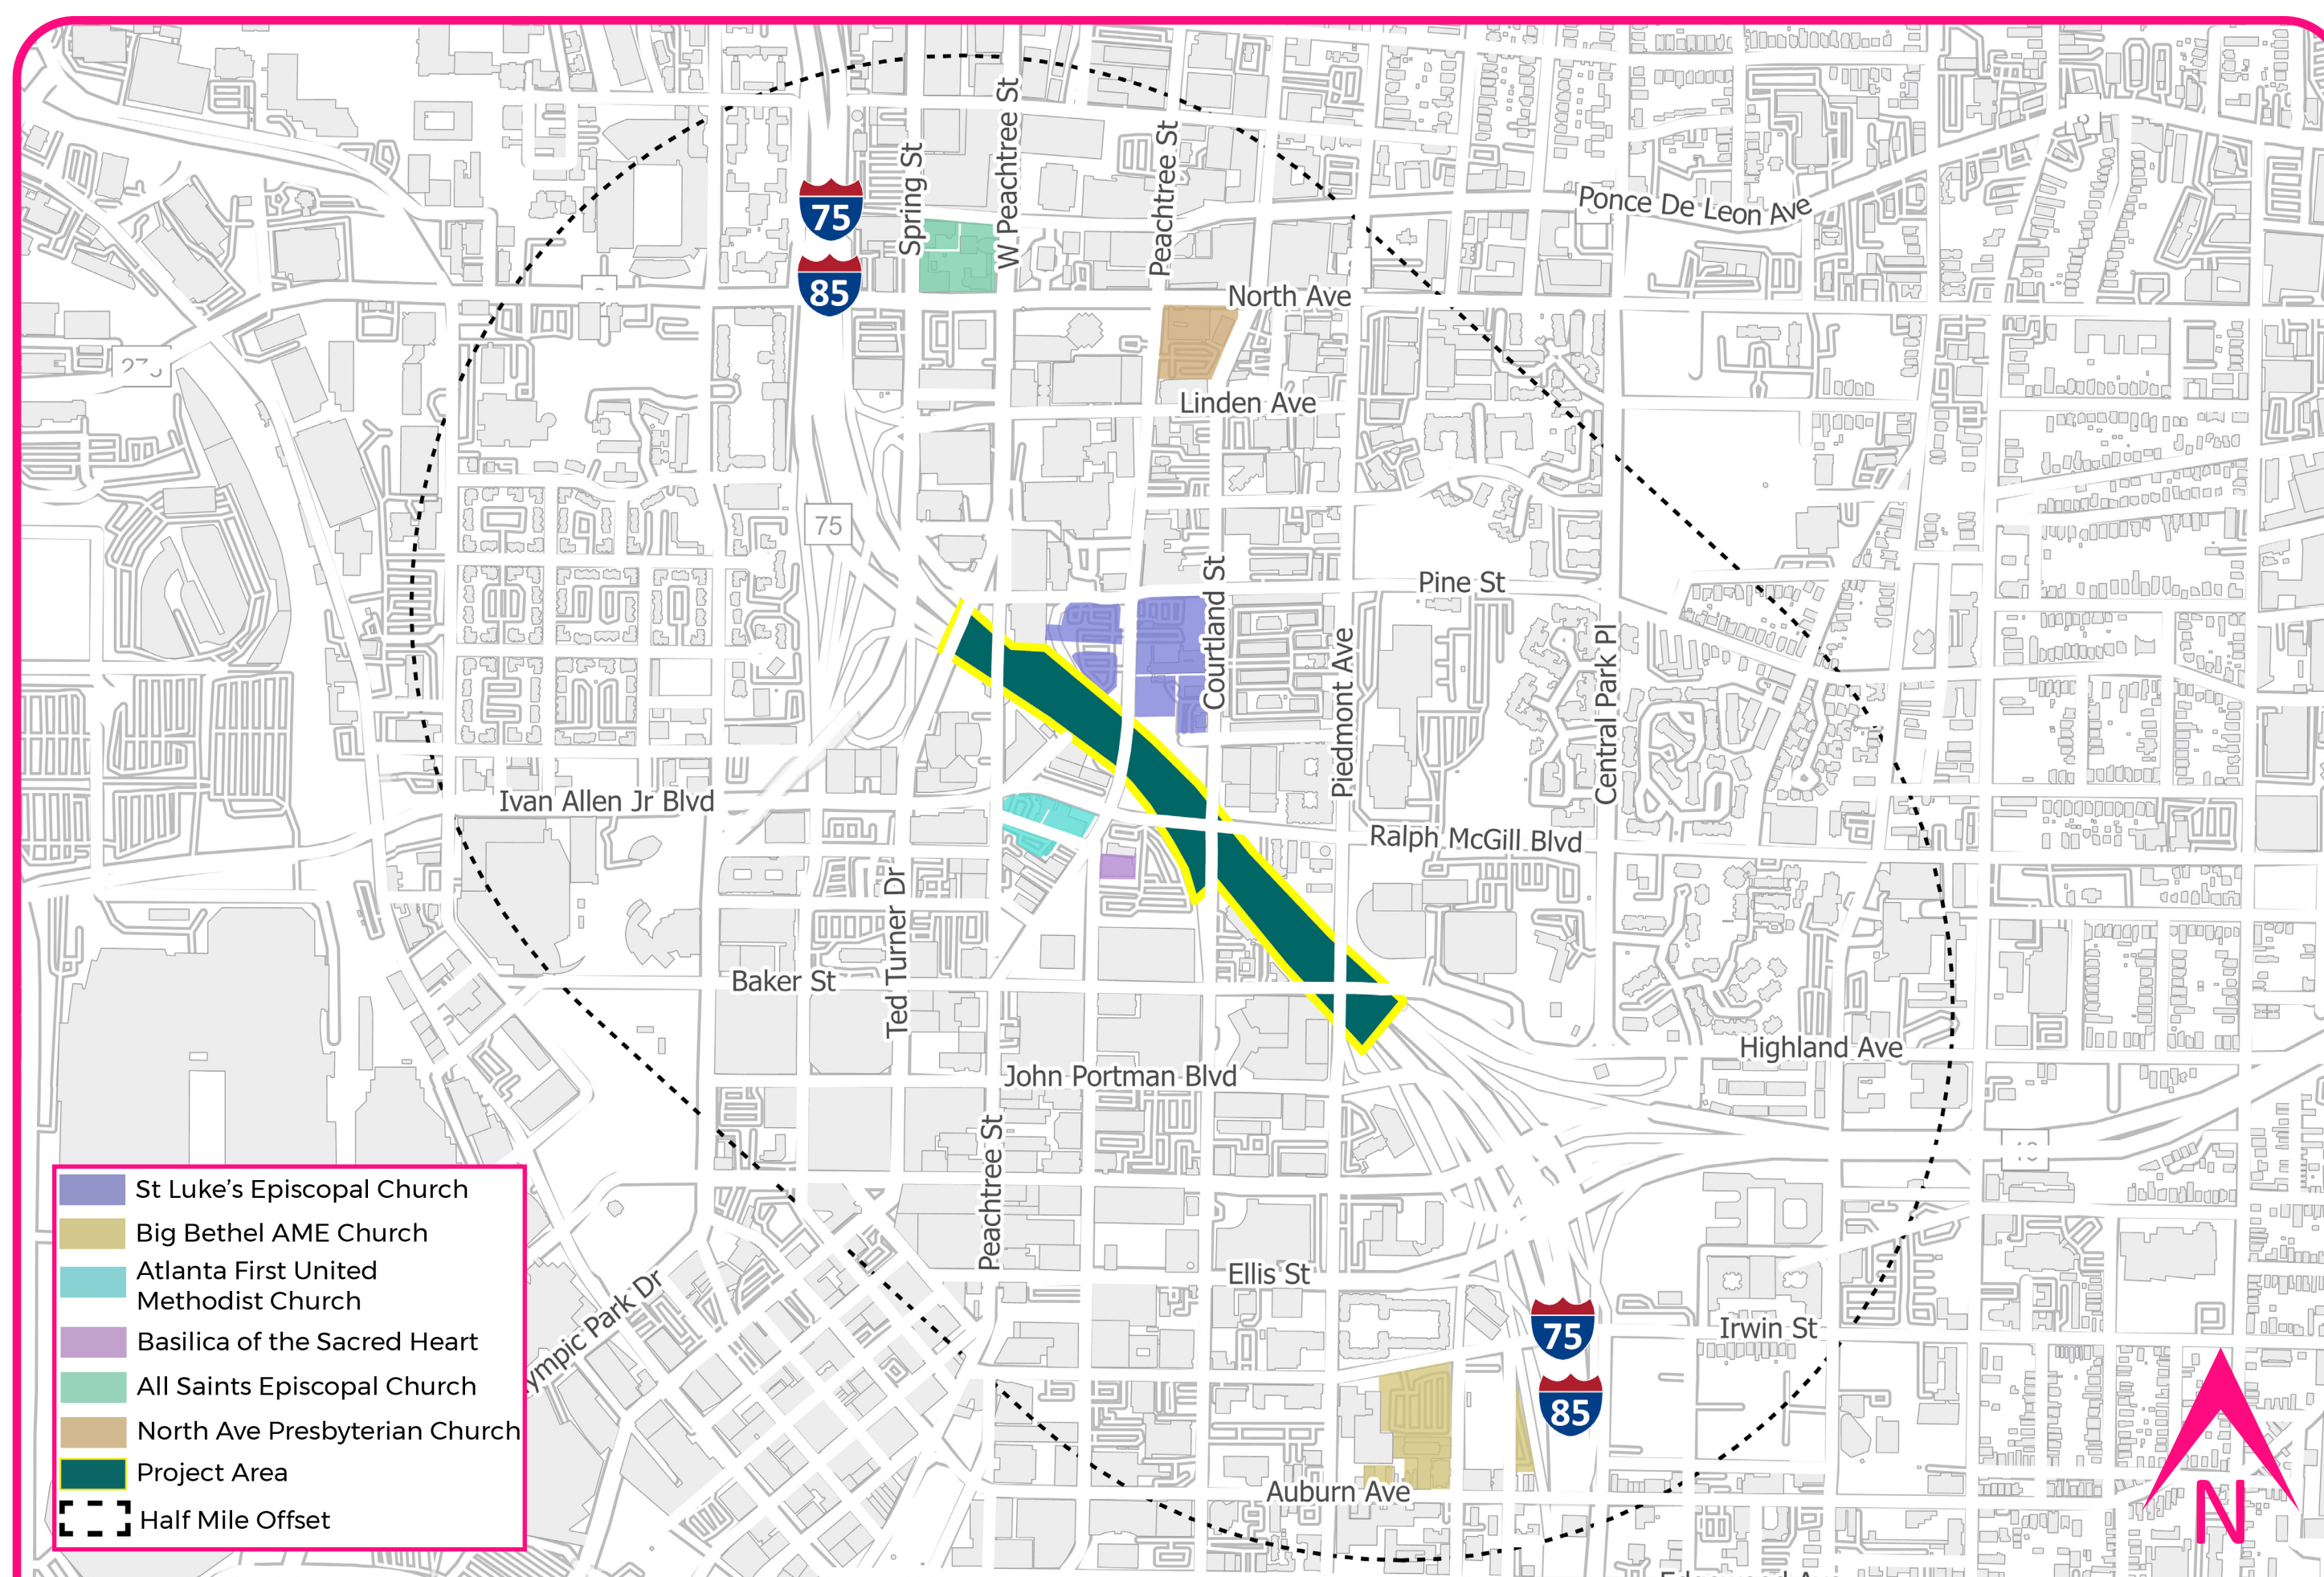 W Peachtree St
Spring St
Peachtree St
75
Ponce De Leon Ave
85
North Ave
Linden Ave
75
Courtland St
Pine St
Piedmont Ave
Central Park Pl
Ivan Allen Jr Blvd
Ralph McGill Blvd
Ted Turner Dr
Baker St
Highland Ave
John Portman Blvd
Peachtree St
Ellis St
75
Irwin St
85
Auburn Ave
Park Dr
St Luke’s Episcopal Church
Big Bethel AME Church
Atlanta First United
Methodist Church
Basilica of the Sacred Heart
All Saints Episcopal Church
North Ave Presbyterian Church
Project Area
Half Mile Offset
N